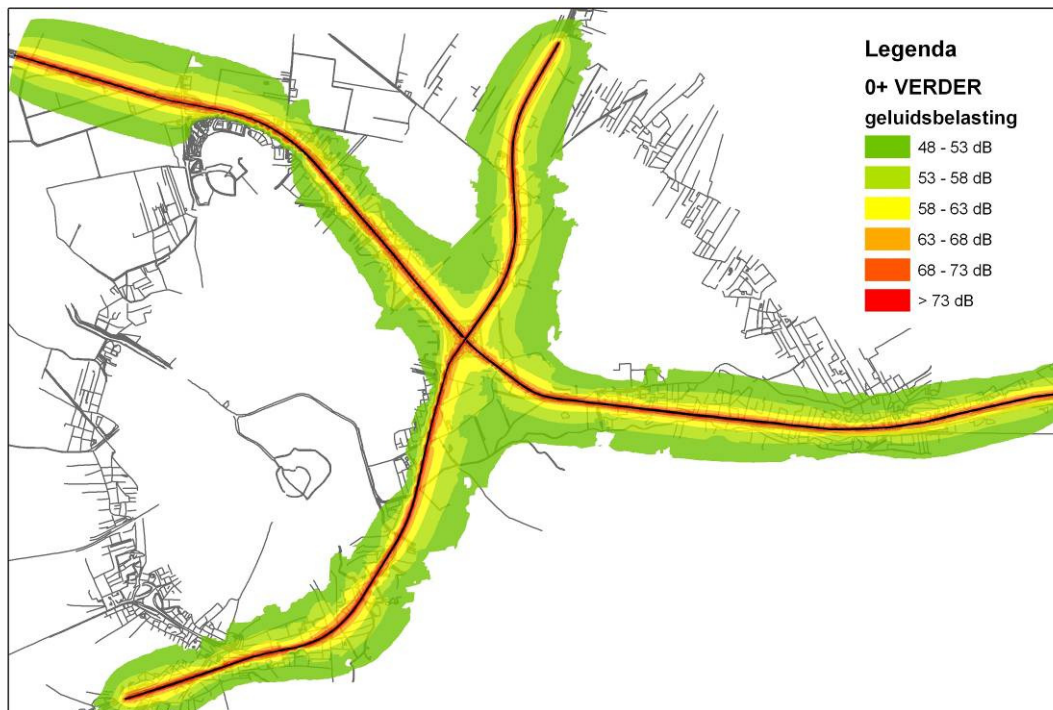 Legenda
0+ VERDER
geluidsbelasting
48 - 53 dB
53 - 58 dB
58 - 63 dB
63 - 68 dB
68 - 73 dB
> 73 dB